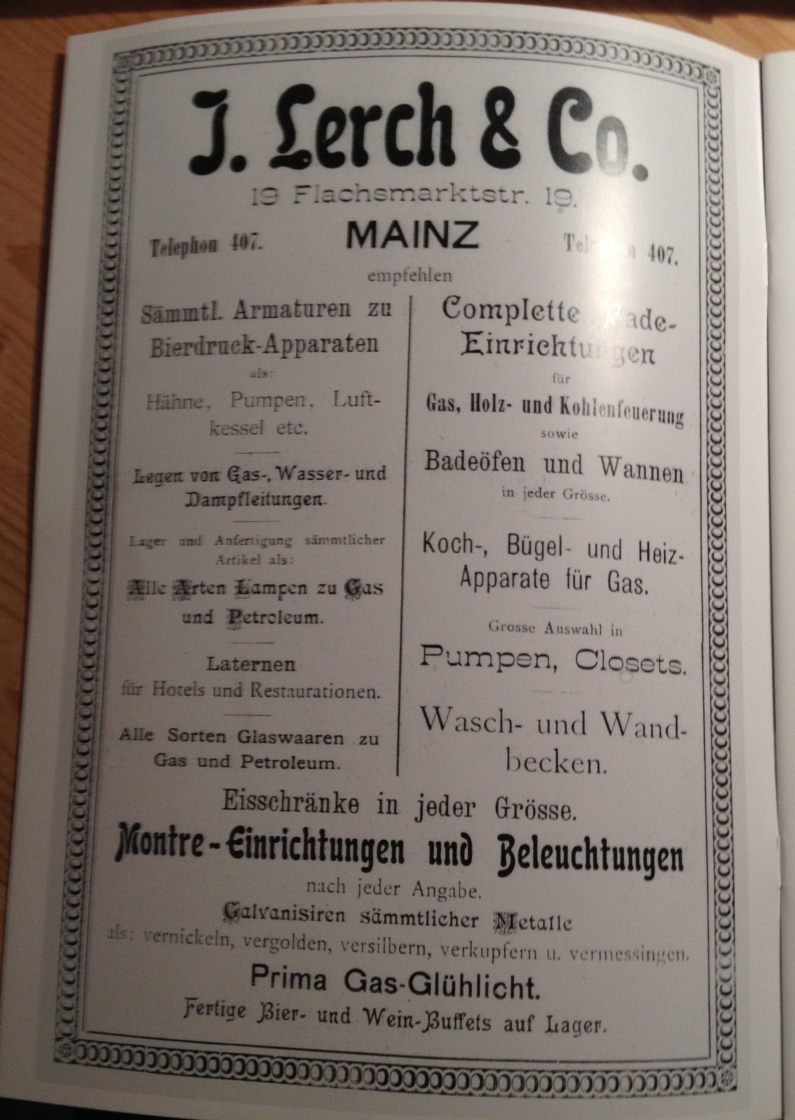 J. Lerch & Co.
19 Flachsmarktstr. 19.
Telephon 407. MAINZ Telephon 407.
empfehlen
Sämmtl. Armaturen zu
Bierdruck-Apparaten
als:
Hähne, Pumpen, Luft-
kessel etc.
Legen von Gas-, Wasser- und
Dampfleitungen.
Lager und Anfertigung sämmtlicher
Artikel als:
Alle Arten Lampen zu Gas
und Petroleum.
Laternen
für Hotels und Restaurationen.
Alle Sorten Glaswaaren zu
Gas und Petroleum.
Complette Bade-
Einrichtungen
für
Gas, Holz- und Kohlenfeuerung
sowie
Badeöfen und Wannen
in jeder Grösse.
Koch-, Bügel- und Heiz-
Apparate für Gas.
Grosse Auswahl in
Pumpen, Closets.
Wasch- und Wand-
becken.
Eisschränke in jeder Grösse.
Montre-Einrichtungen und Beleuchtungen
nach jeder Angabe.
Galvanisiren sämmtlicher Metalle
als: vernickeln, vergolden, versilbern, verkupfern u. vermessingen.
Prima Gas-Glühlicht.
Fertige Bier- und Wein-Buffets auf Lager.